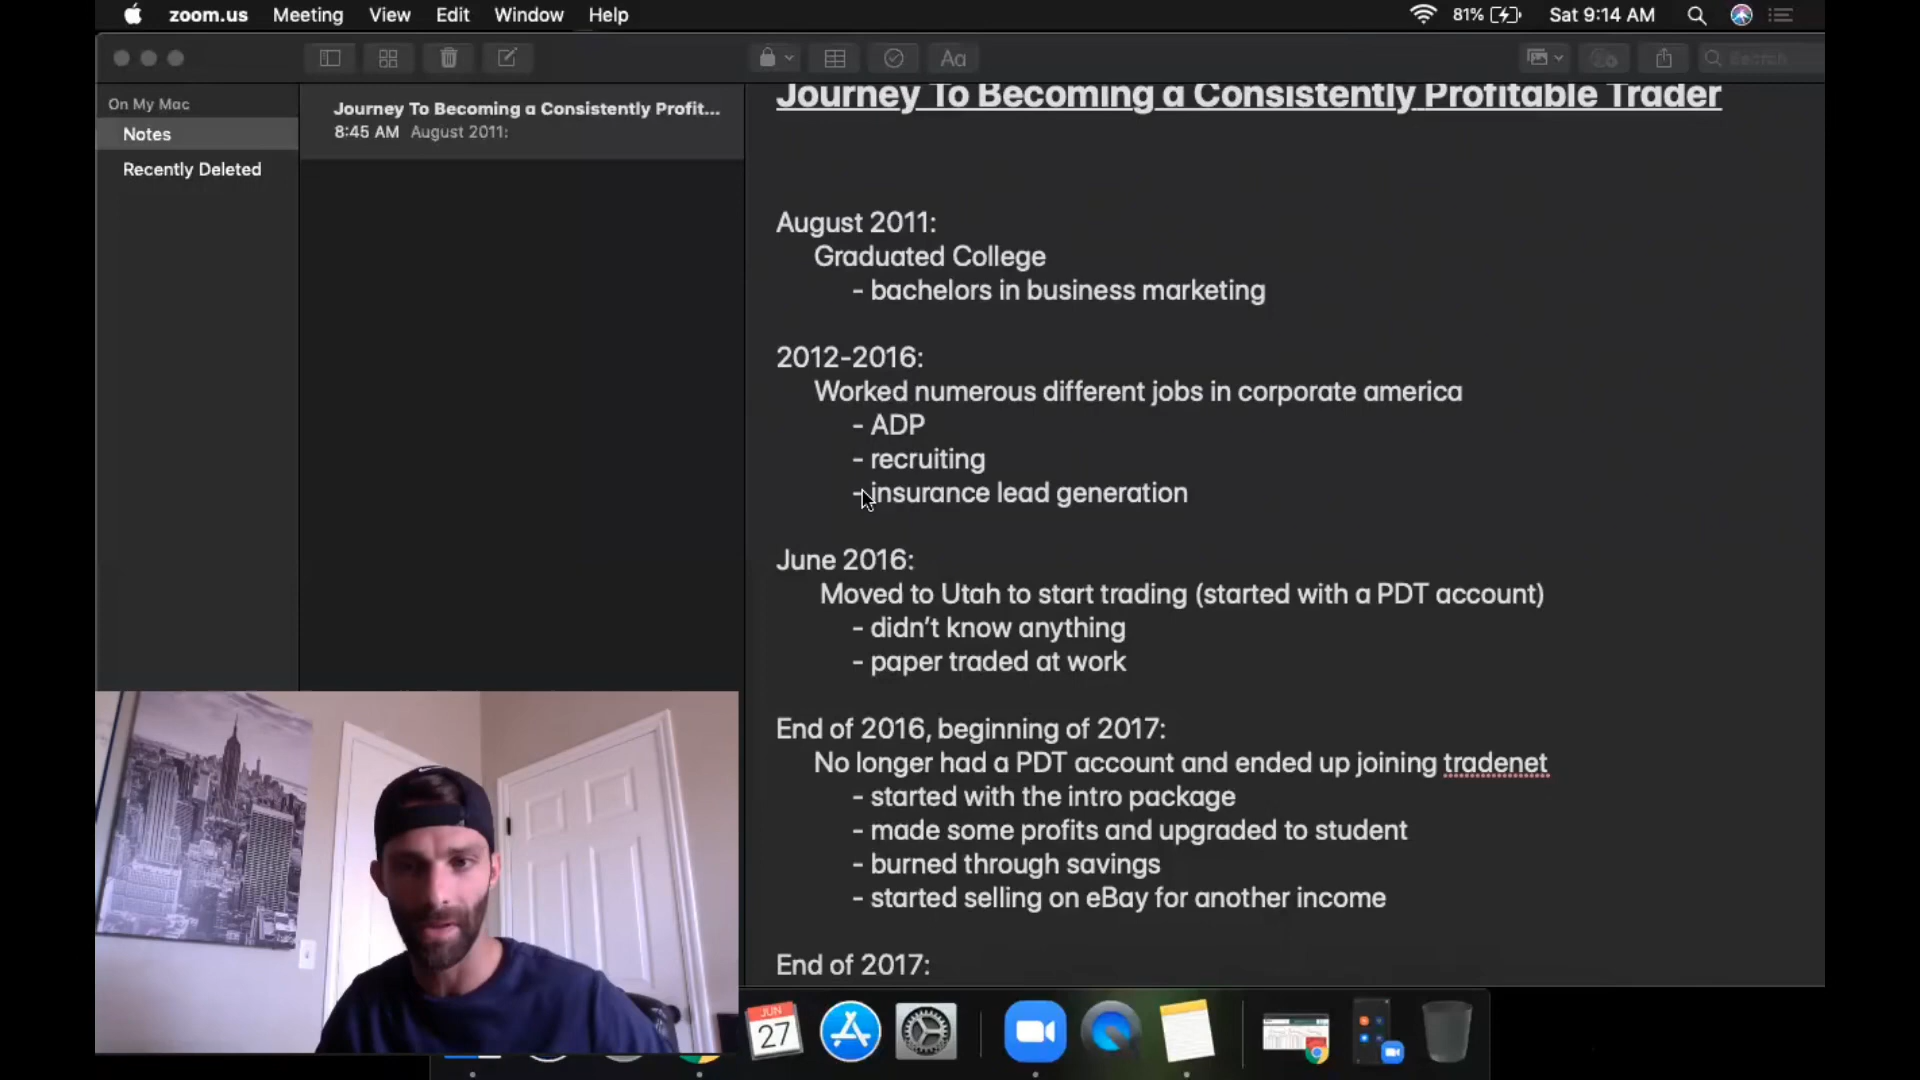 zoom.us Meeting View Edit Window Help 81% Sat 9:14 AM
Aa Search
On My Mac
Notes
Recently Deleted
Journey To Becoming a Consistently Profit...
8:45 AM August 2011:
Journey To Becoming a Consistently Profitable Trader
August 2011:
Graduated College
- bachelors in business marketing
2012-2016:
Worked numerous different jobs in corporate america
- ADP
- recruiting
- insurance lead generation
June 2016:
Moved to Utah to start trading (started with a PDT account)
- didn’t know anything
- paper traded at work
End of 2016, beginning of 2017:
No longer had a PDT account and ended up joining tradenet
- started with the intro package
- made some profits and upgraded to student
- burned through savings
- started selling on eBay for another income
End of 2017:
JUN
27